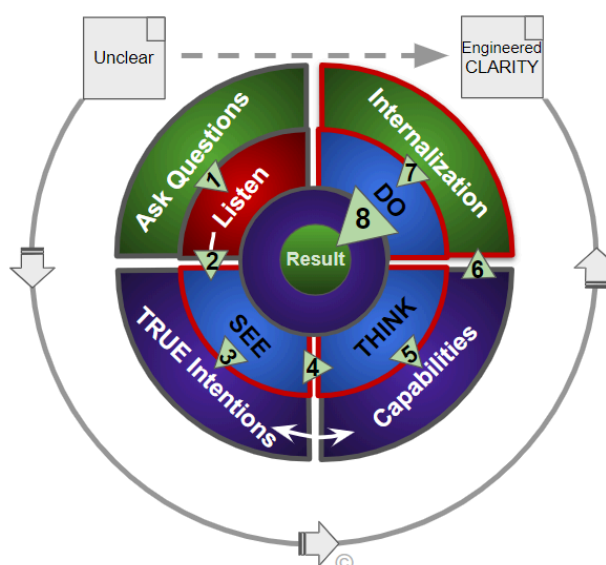 Unclear
Engineered
CLARITY
Ask Questions
Internalization
1
Listen
7
DO
8
2
Result
6
SEE
THINK
3
4
5
TRUE Intentions
Capabilities
©